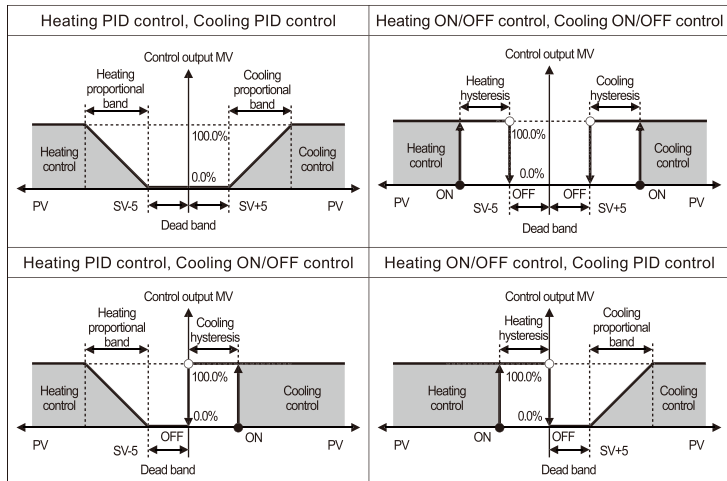 Heating PID control, Cooling PID control
Control output MV
Heating
proportional
band
Cooling
proportional
band
100.0%
0.0%
Heating
control
Cooling
control
PV
SV-5
SV+5
PV
Dead band
Heating ON/OFF control, Cooling ON/OFF control
Control output MV
Heating
hysteresis
Cooling
hysteresis
100.0%
0.0%
Heating
control
Cooling
control
PV
ON
OFF
OFF
ON
PV
SV-5
SV+5
Dead band
Heating PID control, Cooling ON/OFF control
Control output MV
Heating
proportional
band
Cooling
hysteresis
100.0%
0.0%
Heating
control
Cooling
control
OFF
ON
PV
SV-5
PV
Dead band
Heating ON/OFF control, Cooling PID control
Control output MV
Heating
hysteresis
Cooling
proportional
band
100.0%
0.0%
Heating
control
Cooling
control
ON
OFF
PV
SV+5
PV
Dead band